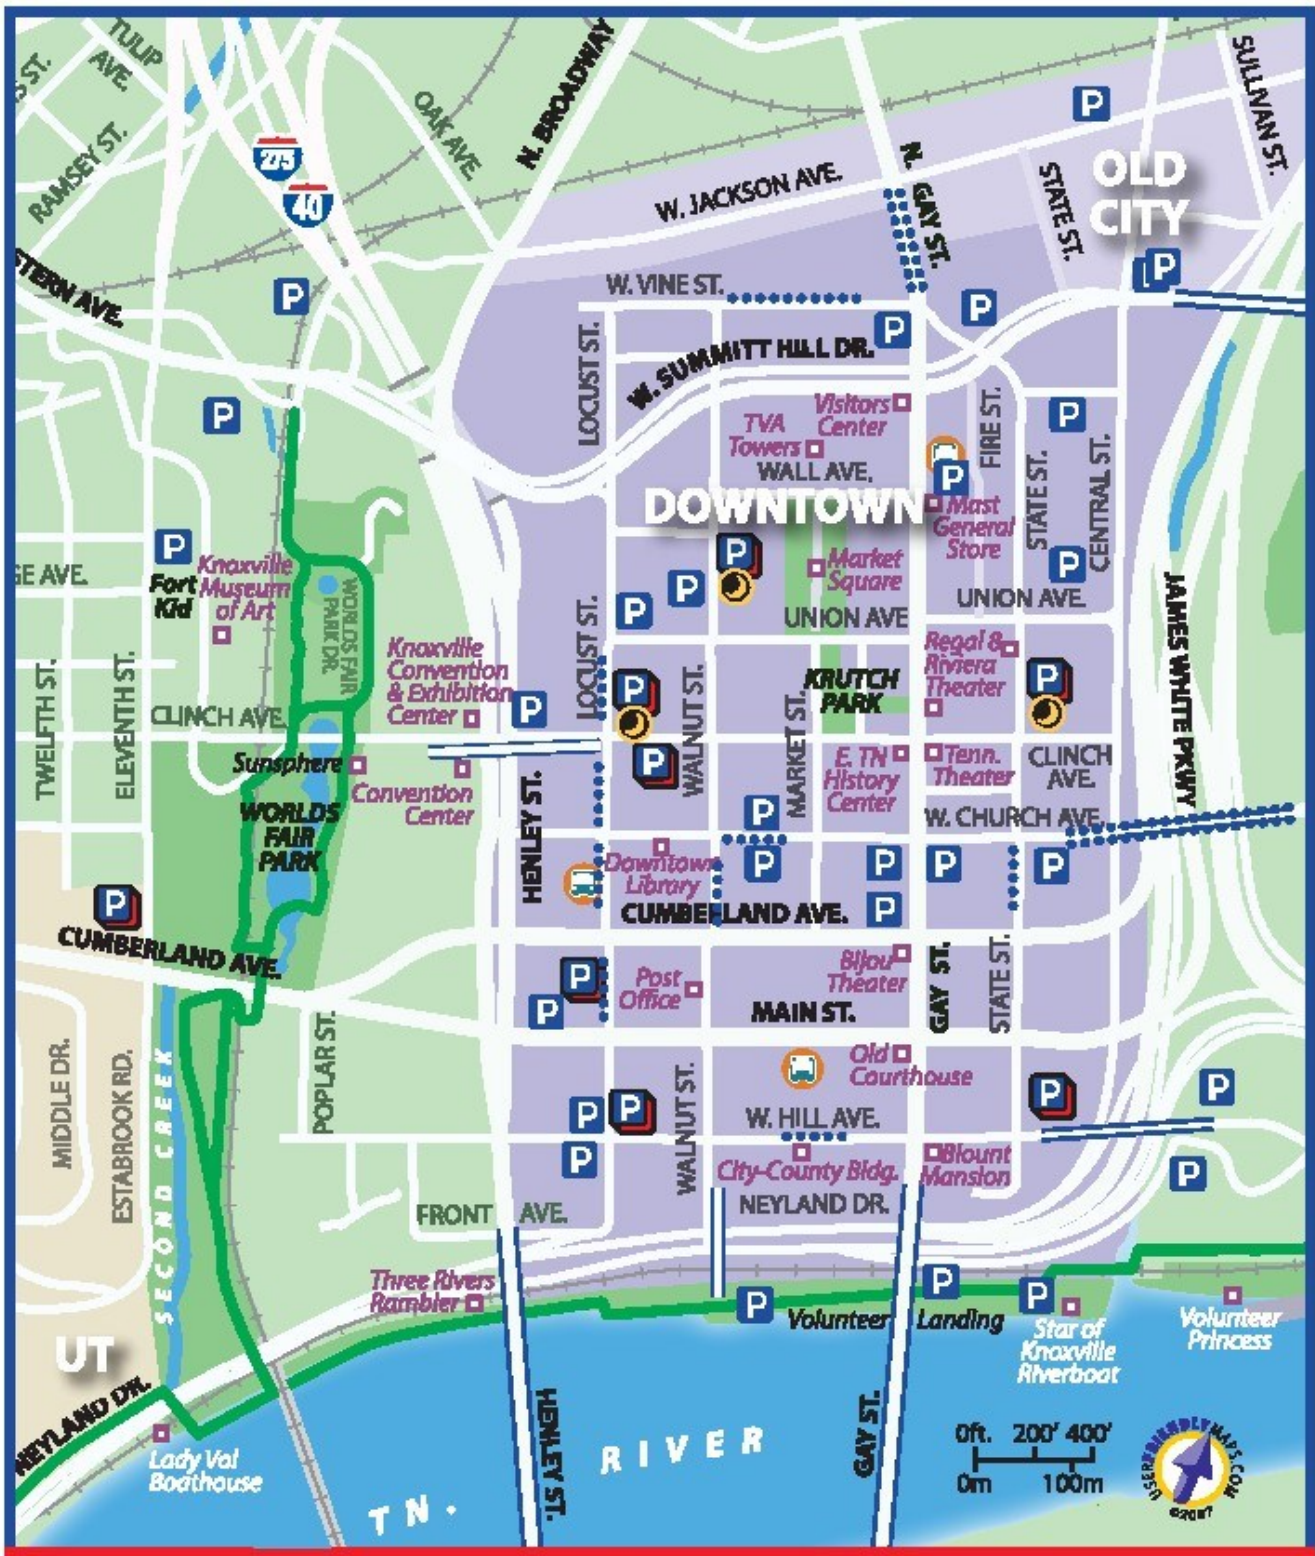 TULIP
AVE.
S ST.
RAMSEY ST.
275
40
OAK AVE.
N. BROADWAY
SULLIVAN ST.
P
OLD
CITY
N. GAY ST.
STATE ST.
W. JACKSON AVE.
P
STERN AVE.
P
W. VINE ST.
P
P
LOCUST ST.
W. SUMMITT HILL DR.
P
Visitors
Center
TVA
Towers
WALL AVE.
FIRE ST.
P
P
STATE ST.
CENTRAL ST.
DOWNTOWN
Mast
General
Store
P
Fort
Kid
Knoxville
Museum
of Art
GE AVE.
WORLDS FAIR
PARK DR.
P
P
P
Market
Square
P
UNION AVE
UNION AVE.
JAMES WHITE PKWY
TWELFTH ST.
ELEVENTH ST.
CLINCH AVE.
Knoxville
Convention
& Exhibition
Center
P
LOCUST ST.
P
WALNUT ST.
KRUTCH
PARK
Regal &
Riviera
Theater
P
MARKET ST.
Sunsphere
Convention
Center
P
E. TN
History
Center
Tenn.
Theater
CLINCH
AVE.
WORLDS
FAIR
PARK
HENLEY ST.
P
W. CHURCH AVE.
P
P
P
P
Downtown
Library
P
P
CUMBERLAND AVE.
CUMBERLAND AVE.
P
Post
Office
Bijou
Theater
GAY ST.
STATE ST.
P
MAIN ST.
MIDDLE DR.
ESTABROOK RD.
SECOND CREEK
POPLAR ST.
Old
Courthouse
P
P
P
P
WALNUT ST.
W. HILL AVE.
P
City-County Bldg.
Blount
Mansion
P
FRONT AVE.
NEYLAND DR.
Three Rivers
Rambler
P
P
P
Volunteer Landing
Star of
Knoxville
Riverboat
Volunteer
Princess
UT
NEYLAND DR.
Lady Vol
Boathouse
HENLEY ST.
GAY ST.
TN. RIVER
0ft. 200' 400'
0m 100m
USERFRIENDLYMAPS.COM
©2007